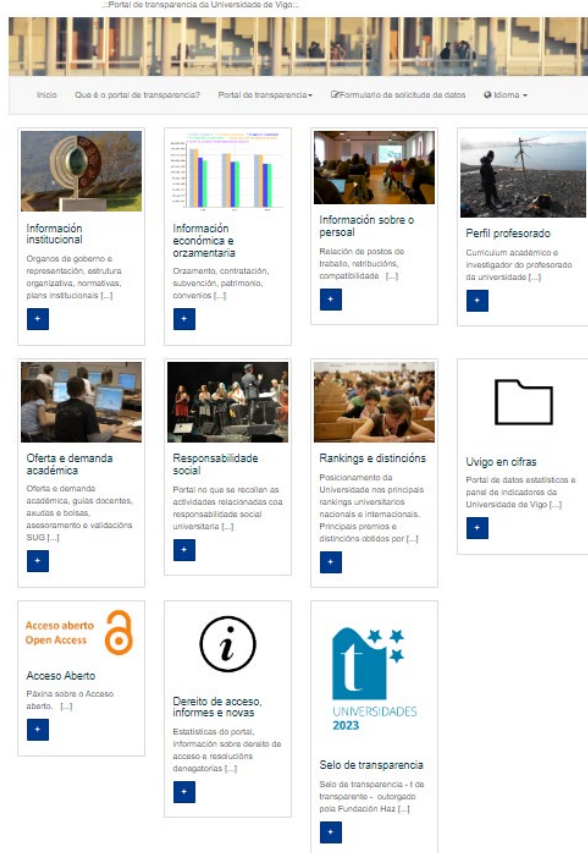 .::Portal de transparencia da Universidade de Vigo::.
Inicio
Que é o portal de transparencia?
Portal de transparencia
Formulario de solicitude de datos
Idioma
Información
institucional
Órganos de goberno e
representación, estrutura
organizativa, normativas,
plans institucionais [...]
+
Información
económica e
orzamentaria
Orzamento, contratación,
subvención, patrimonio,
convenios [...]
+
Información sobre o
persoal
Relación de postos de
traballo, retribucións,
compatibilidade [...]
+
Perfil profesorado
Curriculum académico e
investigador do profesorado
da universidade [...]
+
Oferta e demanda
académica
Oferta e demanda
académica, guías docentes,
axudas e bolsas,
asesoramento e validacións
SUG [...]
+
Responsabilidade
social
Portal no que se recollen as
actividades relacionadas coa
responsabilidade social
universitaria [...]
+
Rankings e distincións
Posicionamento da
Universidade nos principais
rankings universitarios
nacionais e internacionais.
Principais premios e
distincións obtidos por [...]
+
Uvigo en cifras
Portal de datos estatísticos e
panel de indicadores da
Universidade de Vigo [...]
+
Acceso aberto
Open Access
Acceso Aberto
Páxina sobre o Acceso
aberto. [...]
+
i
Dereito de acceso,
informes e novas
Estatísticas do portal,
información sobre dereito de
acceso e resolucións
denegatorias [...]
+
t
UNIVERSIDADES
2023
Selo de transparencia
Selo de transparencia - t de
transparente - outorgado
pola Fundación Haz [...]
+